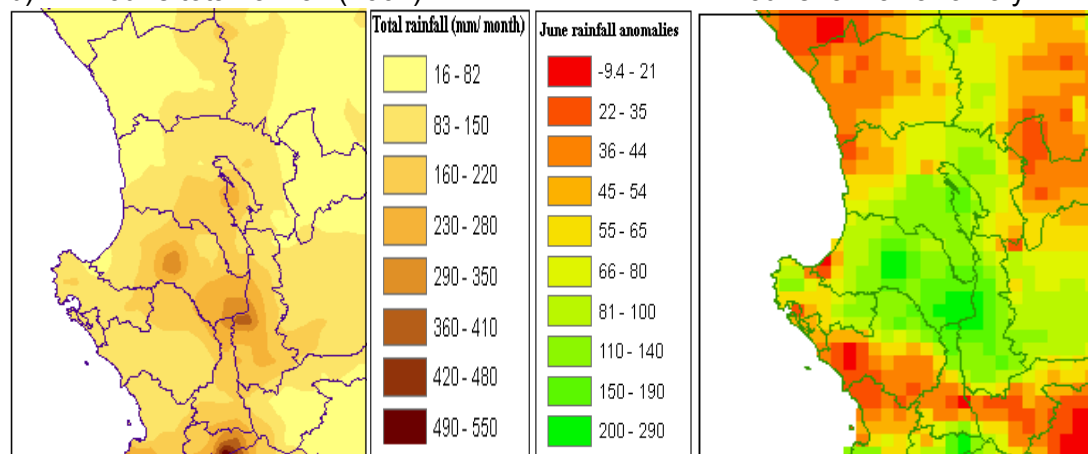 Total rainfall (mm/ month)
16 - 82
83 - 150
160 - 220
230 - 280
290 - 350
360 - 410
420 - 480
490 - 550
June rainfall anomalies
-9.4 - 21
22 - 35
36 - 44
45 - 54
55 - 65
66 - 80
81 - 100
110 - 140
150 - 190
200 - 290